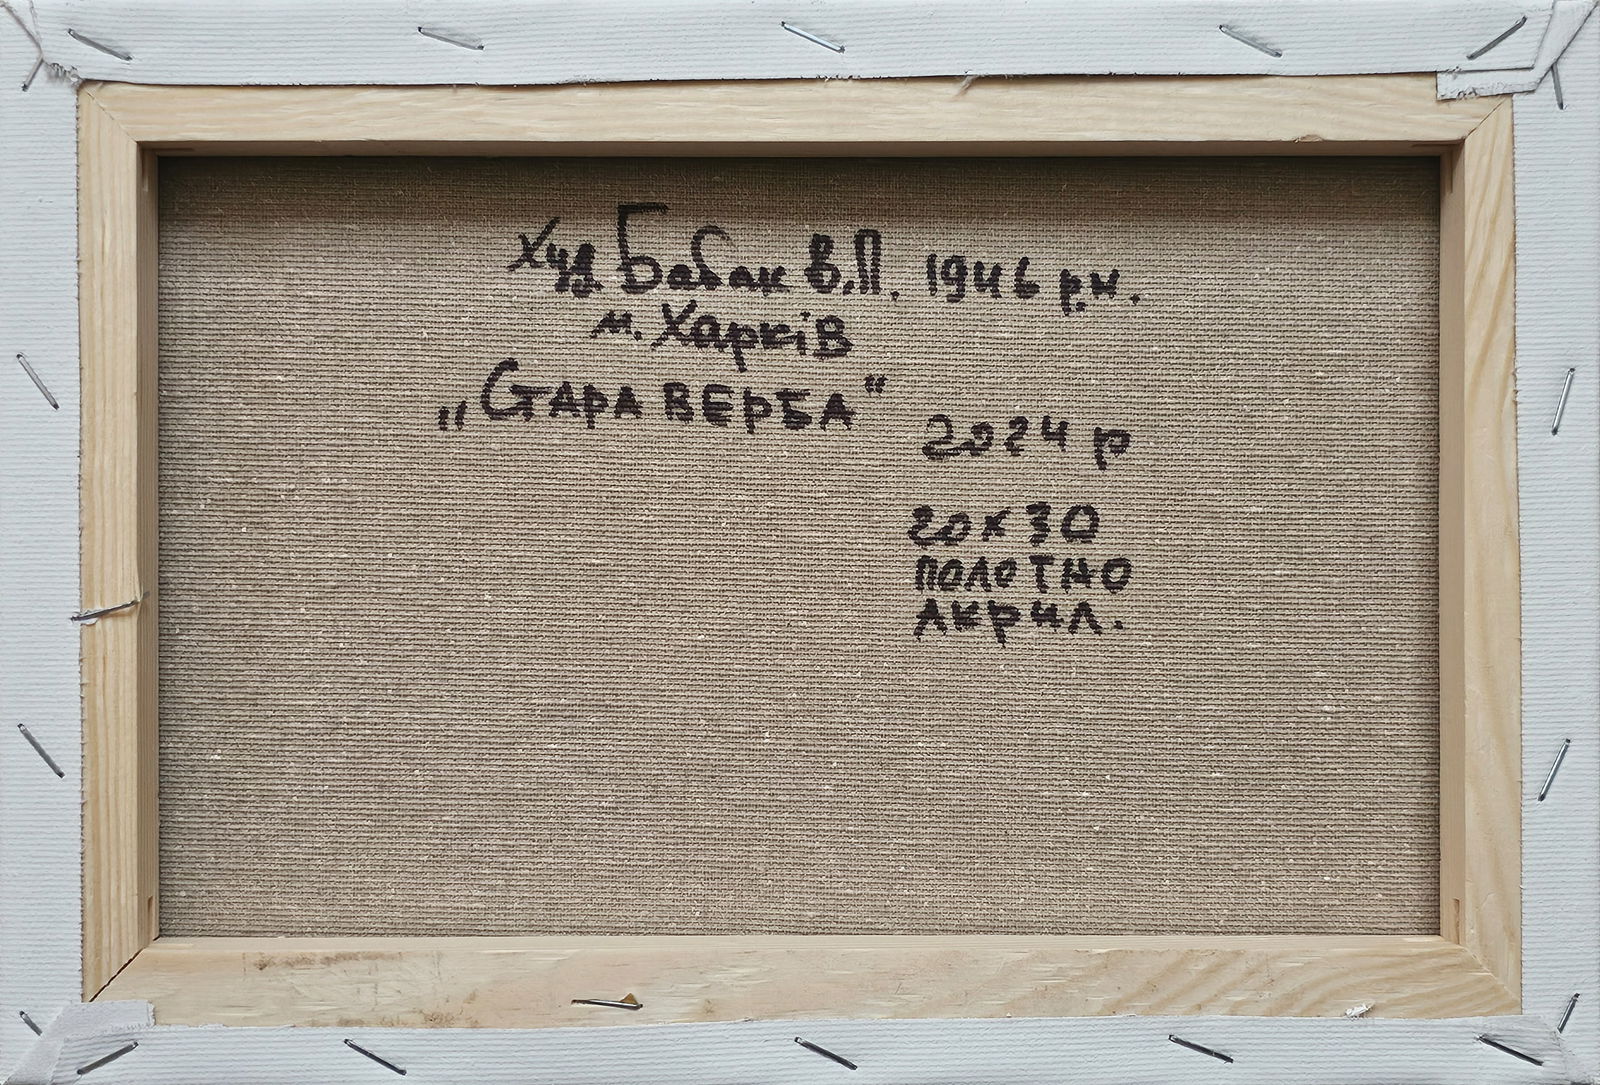 Худ Бабак В.П. 1946 р.н.
м. Харків
„Стара верба“
2024 р
20х30
полотно
акрил.